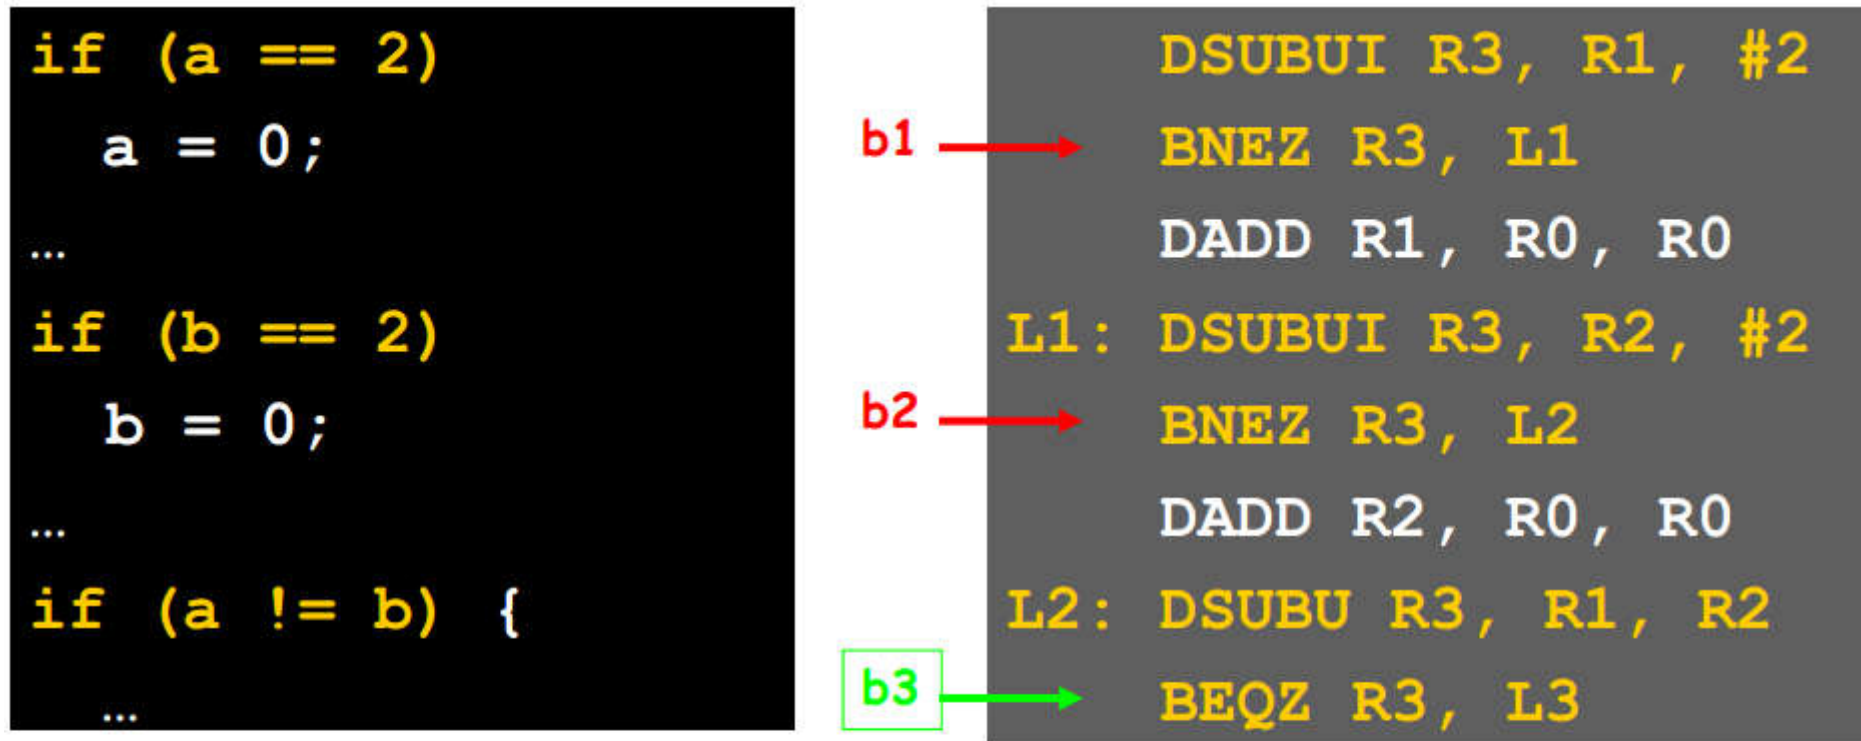 if (a == 2)
a = 0;
…
if (b == 2)
b = 0;
…
if (a != b) {
…
b1
b2
b3
DSUBUI R3, R1, #2
BNEZ R3, L1
DADD R1, R0, R0
L1: DSUBUI R3, R2, #2
BNEZ R3, L2
DADD R2, R0, R0
L2: DSUBU R3, R1, R2
BEQZ R3, L3